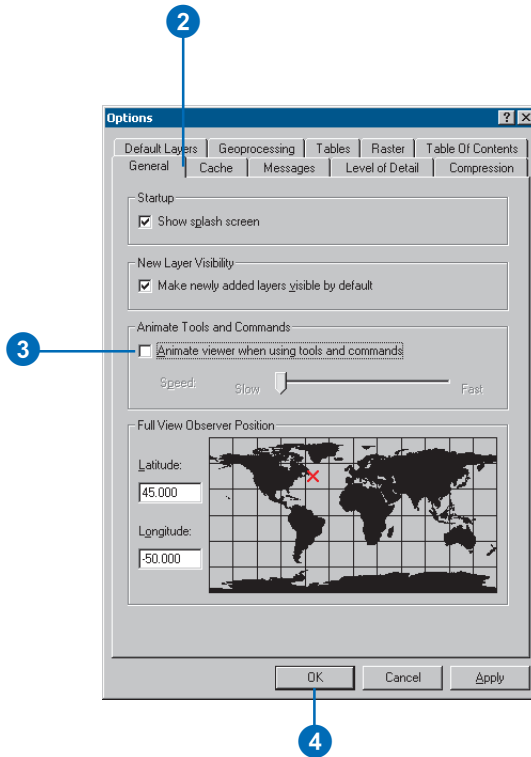 2
Options
Default Layers Geoprocessing Tables Raster Table Of Contents
General Cache Messages Level of Detail Compression
Startup
Show splash screen
New Layer Visibility
Make newly added layers visible by default
Animate Tools and Commands
3
Animate viewer when using tools and commands
Speed: Slow Fast
Full View Observer Position
Latitude:
45.000
Longitude:
-50.000
OK Cancel Apply
4